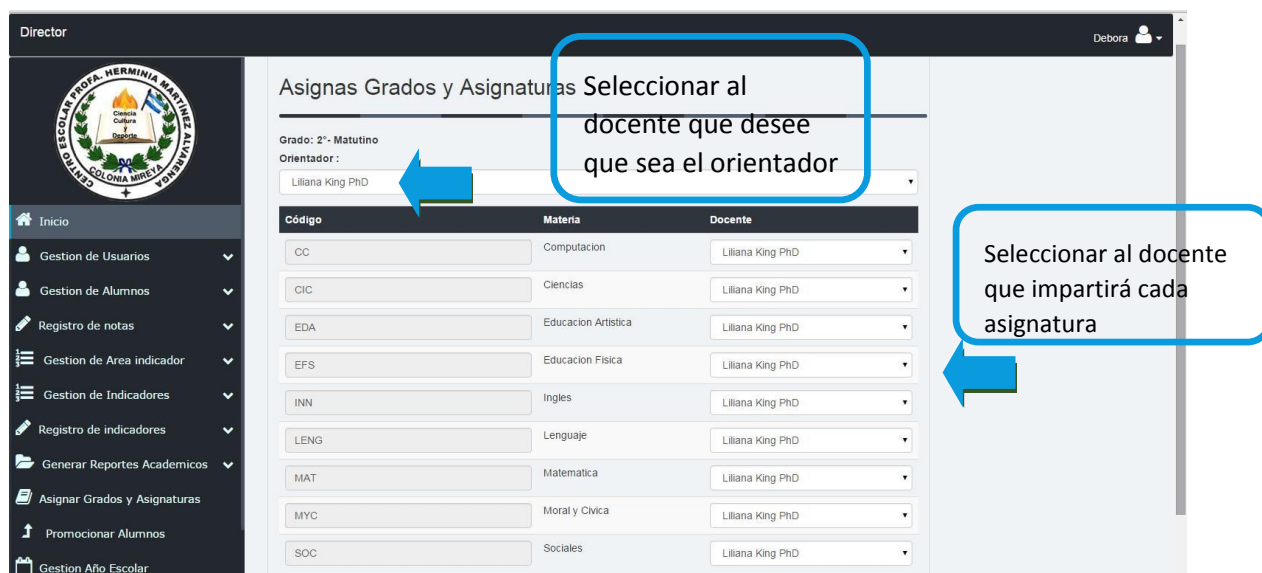 Director
Debora
CENTRO ESCOLAR PROFA. HERMINIA MARTINEZ ALVARENGA
Ciencia
Cultura
y
Deporte
COLONIA MIREYA
Inicio
Gestion de Usuarios
Gestion de Alumnos
Registro de notas
Gestion de Area indicador
Gestion de Indicadores
Registro de indicadores
Generar Reportes Academicos
Asignar Grados y Asignaturas
Promocionar Alumnos
Gestion Año Escolar
Asignas Grados y Asignaturas
Seleccionar al
docente que desee
que sea el orientador
Grado: 2°- Matutino
Orientador :
Liliana King PhD
Código Materia Docente
CC Computacion Liliana King PhD
CIC Ciencias Liliana King PhD
EDA Educacion Artistica Liliana King PhD
EFS Educacion Fisica Liliana King PhD
INN Ingles Liliana King PhD
LENG Lenguaje Liliana King PhD
MAT Matematica Liliana King PhD
MYC Moral y Civica Liliana King PhD
SOC Sociales Liliana King PhD
Seleccionar al docente
que impartirá cada
asignatura